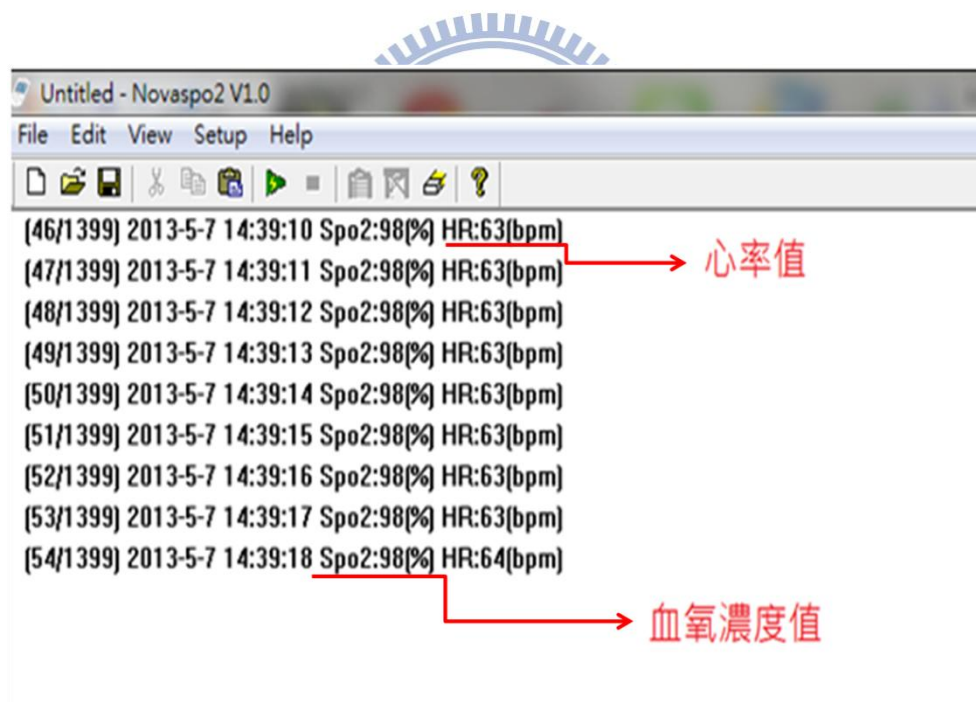 Untitled - Novaspo2 V1.0
File Edit View Setup Help
(46/1399) 2013-5-7 14:39:10 Spo2:98(%) HR:63(bpm)
心率值
(47/1399) 2013-5-7 14:39:11 Spo2:98(%) HR:63(bpm)
(48/1399) 2013-5-7 14:39:12 Spo2:98(%) HR:63(bpm)
(49/1399) 2013-5-7 14:39:13 Spo2:98(%) HR:63(bpm)
(50/1399) 2013-5-7 14:39:14 Spo2:98(%) HR:63(bpm)
(51/1399) 2013-5-7 14:39:15 Spo2:98(%) HR:63(bpm)
(52/1399) 2013-5-7 14:39:16 Spo2:98(%) HR:63(bpm)
(53/1399) 2013-5-7 14:39:17 Spo2:98(%) HR:63(bpm)
(54/1399) 2013-5-7 14:39:18 Spo2:98(%) HR:64(bpm)
血氧濃度值